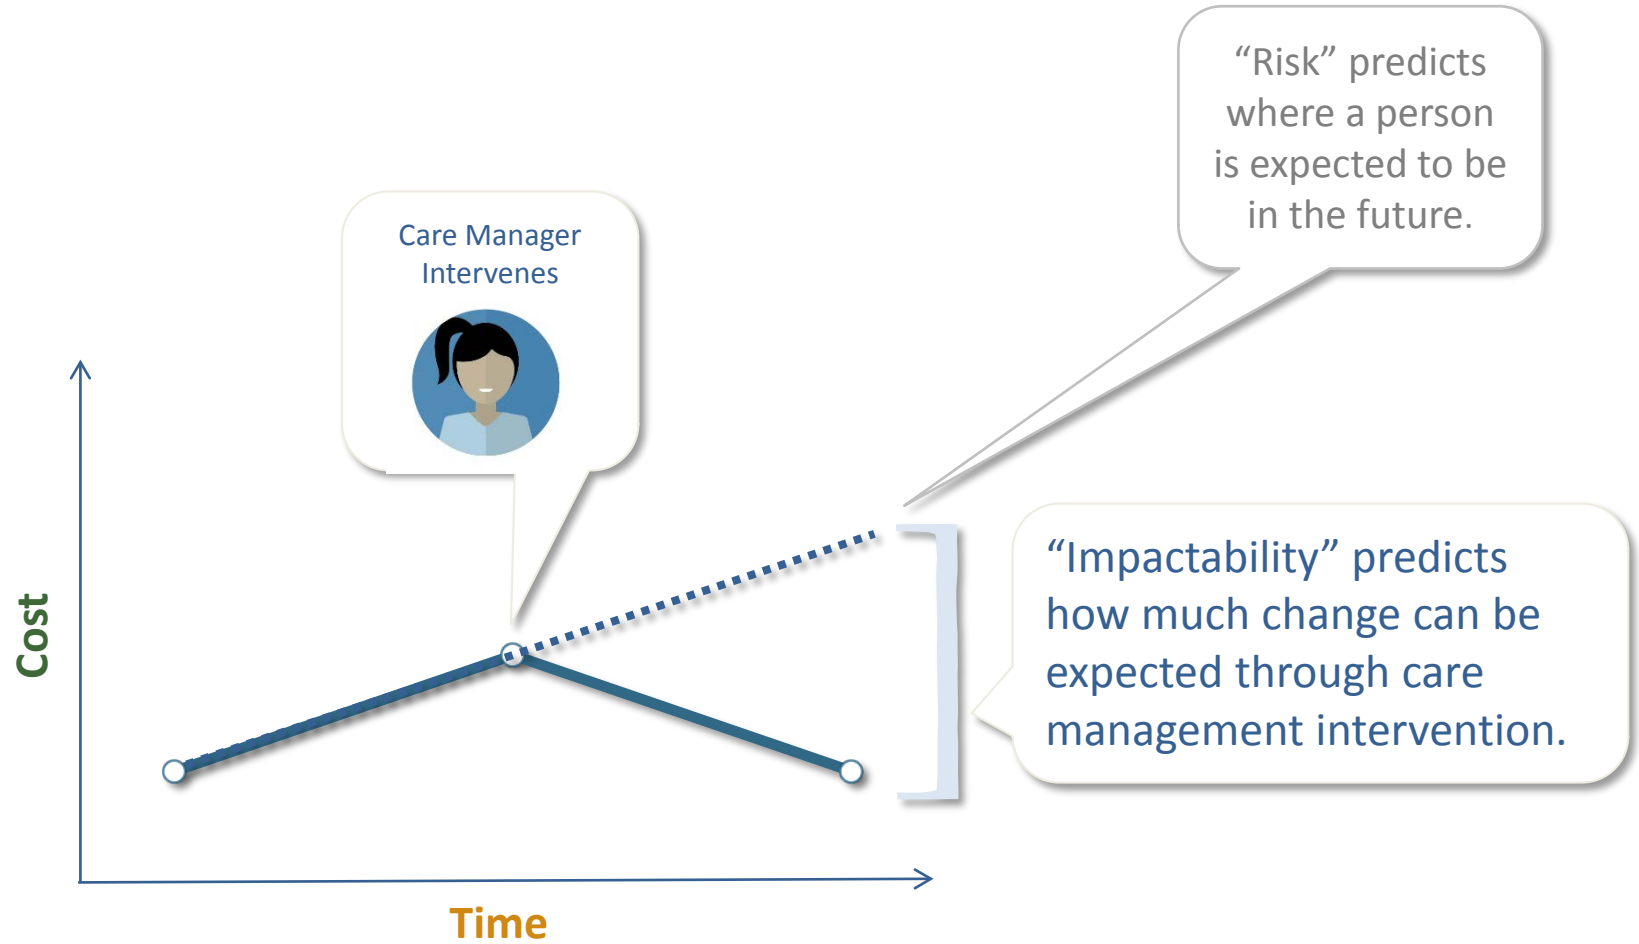 “Risk” predicts
where a person
is expected to be
in the future.
Care Manager
Intervenes
“Impactability” predicts
how much change can be
expected through care
management intervention.
Cost
Time